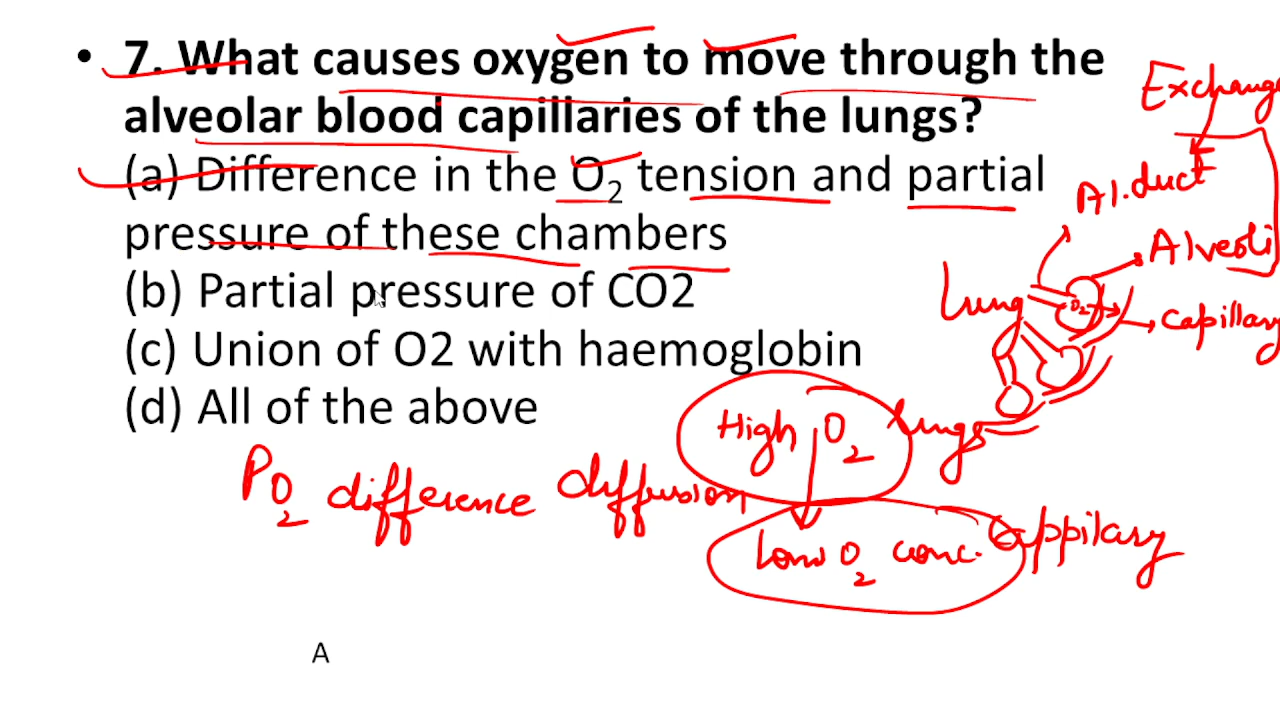 • 7. What causes oxygen to move through the
alveolar blood capillaries of the lungs?
(a) Difference in the O₂ tension and partial
pressure of these chambers
(b) Partial pressure of CO2
(c) Union of O2 with haemoglobin
(d) All of the above
Exchange
Al. duct
Alveoli
Lung
O₂
Capillary
High O₂ lungs
PO₂ difference diffusion
Low O₂ conc. Cappilary
A